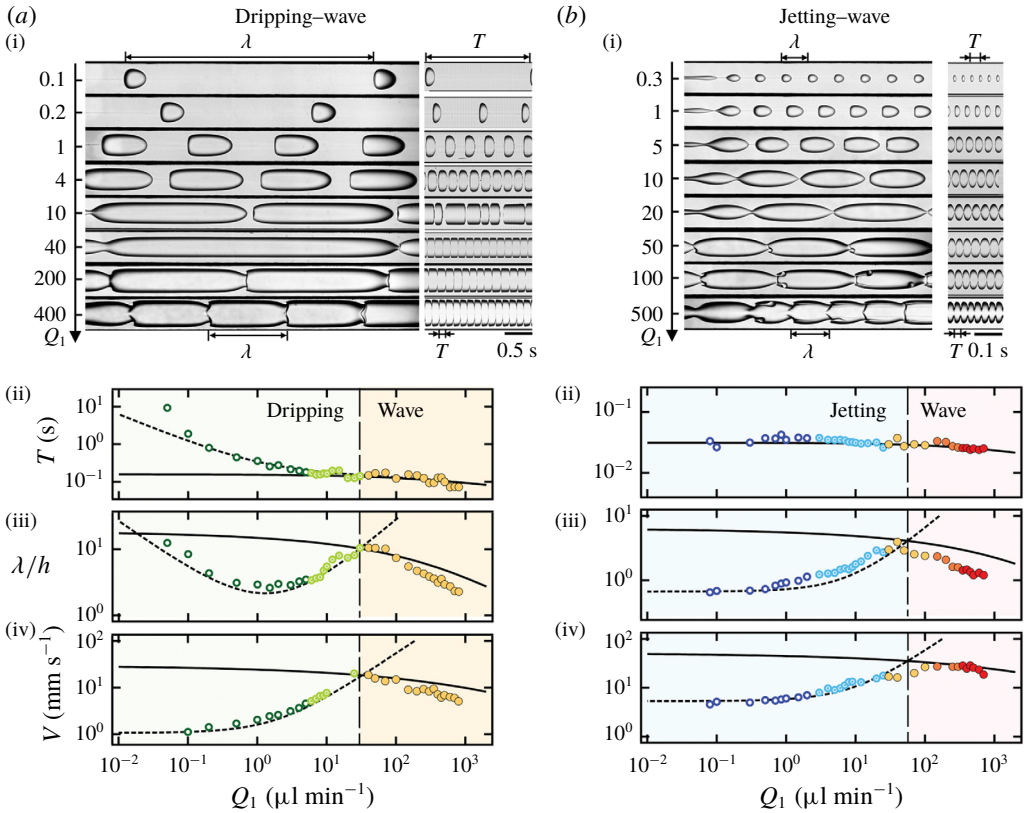 (a) Dripping–wave
(i)
λ
T
0.1
0.2
1
4
10
40
200
400
Q1
λ
T
0.5 s
(ii)
T (s)
10^1
10^0
10^−1
Dripping
Wave
(iii)
λ/h
10^1
10^0
(iv)
V (mm s^−1)
10^2
10^1
10^0
10^−2 10^−1 10^0 10^1 10^2 10^3
Q1 (μl min^−1)
(b) Jetting–wave
(i)
λ
T
0.3
1
5
10
20
50
100
500
Q1
λ
T 0.1 s
(ii)
10^−1
10^−2
Jetting
Wave
(iii)
10^1
10^0
(iv)
10^2
10^1
10^0
10^−2 10^−1 10^0 10^1 10^2 10^3
Q1 (μl min^−1)